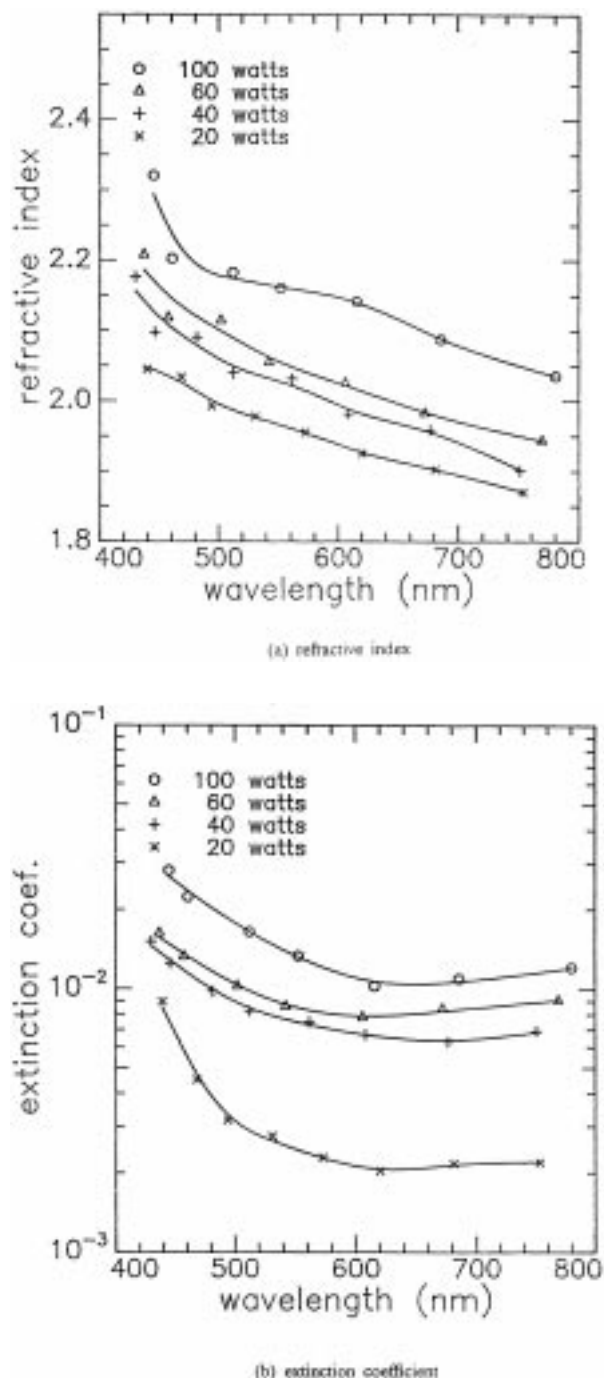 100 watts
60 watts
40 watts
20 watts
2.4
2.2
2.0
1.8
refractive index
400 500 600 700 800
wavelength (nm)
(a) refractive index
10⁻¹
10⁻²
10⁻³
100 watts
60 watts
40 watts
20 watts
extinction coef.
400 500 600 700 800
wavelength (nm)
(b) extinction coefficient